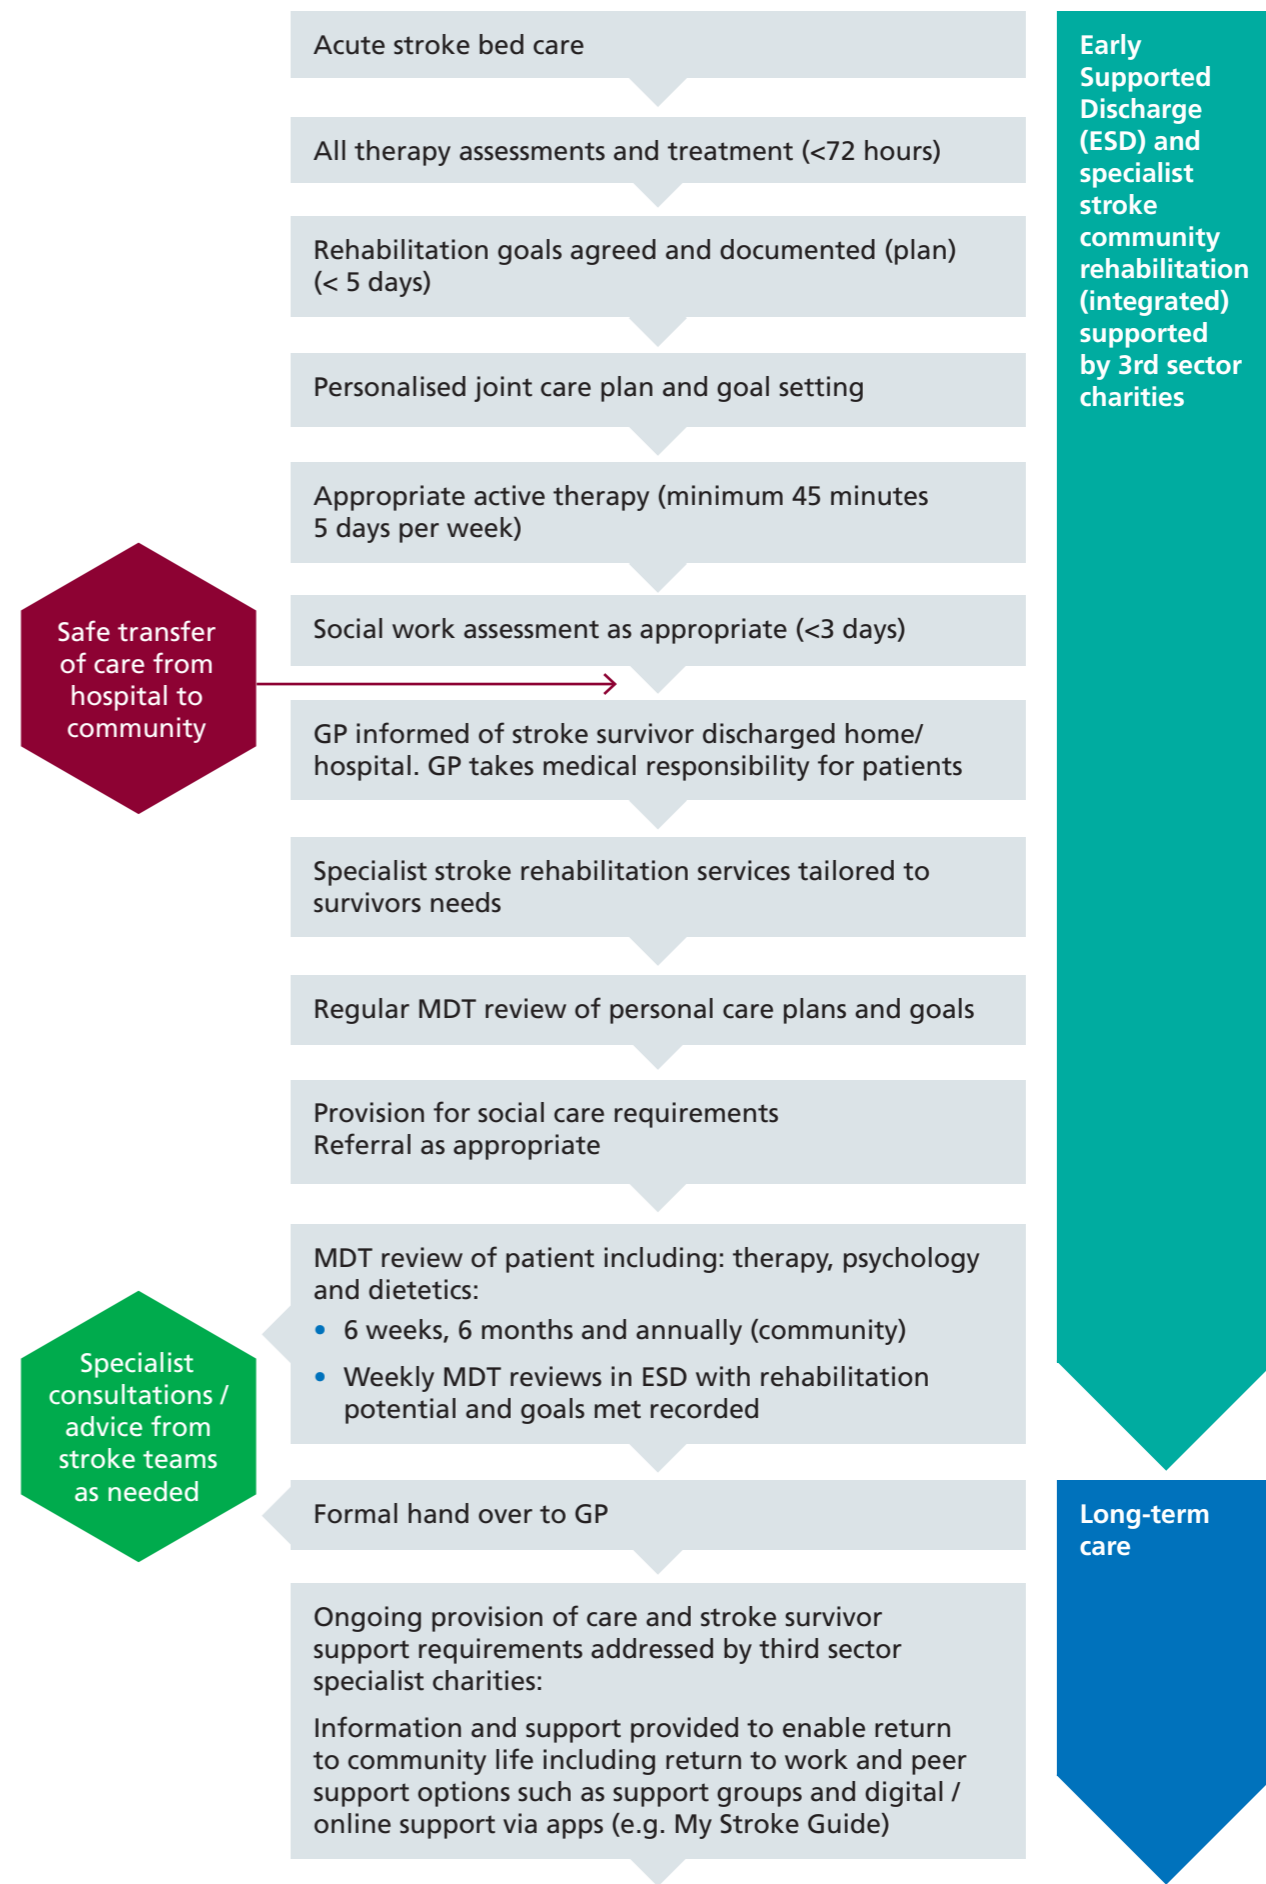 Acute stroke bed care
All therapy assessments and treatment (<72 hours)
Rehabilitation goals agreed and documented (plan)
(< 5 days)
Personalised joint care plan and goal setting
Appropriate active therapy (minimum 45 minutes
5 days per week)
Social work assessment as appropriate (<3 days)
Safe transfer
of care from
hospital to
community
GP informed of stroke survivor discharged home/
hospital. GP takes medical responsibility for patients
Specialist stroke rehabilitation services tailored to
survivors needs
Regular MDT review of personal care plans and goals
Provision for social care requirements
Referral as appropriate
MDT review of patient including: therapy, psychology
and dietetics:
• 6 weeks, 6 months and annually (community)
• Weekly MDT reviews in ESD with rehabilitation
potential and goals met recorded
Specialist
consultations /
advice from
stroke teams
as needed
Formal hand over to GP
Ongoing provision of care and stroke survivor
support requirements addressed by third sector
specialist charities:
Information and support provided to enable return
to community life including return to work and peer
support options such as support groups and digital /
online support via apps (e.g. My Stroke Guide)
Early
Supported
Discharge
(ESD) and
specialist
stroke
community
rehabilitation
(integrated)
supported
by 3rd sector
charities
Long-term
care